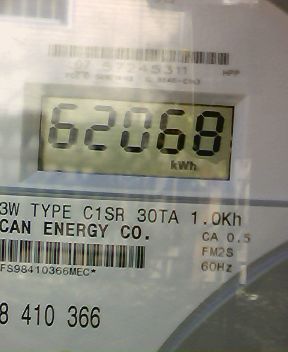 62068
kWh
3W TYPE C1SR 30TA 1.0Kh
CAN ENERGY CO.
CA 0.5
FM2S
60Hz
FS98410366MEC*
8 410 366